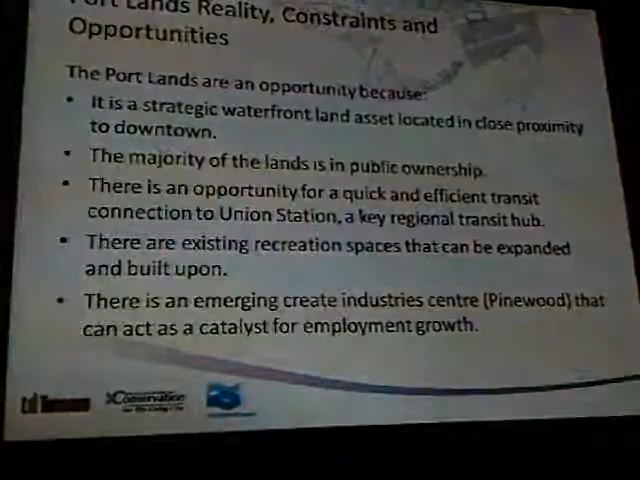 Port Lands Reality, Constraints and
Opportunities
The Port Lands are an opportunity because:
• It is a strategic waterfront land asset located in close proximity
to downtown.
• The majority of the lands is in public ownership.
• There is an opportunity for a quick and efficient transit
connection to Union Station, a key regional transit hub.
• There are existing recreation spaces that can be expanded
and built upon.
• There is an emerging create industries centre (Pinewood) that
can act as a catalyst for employment growth.
Conservation